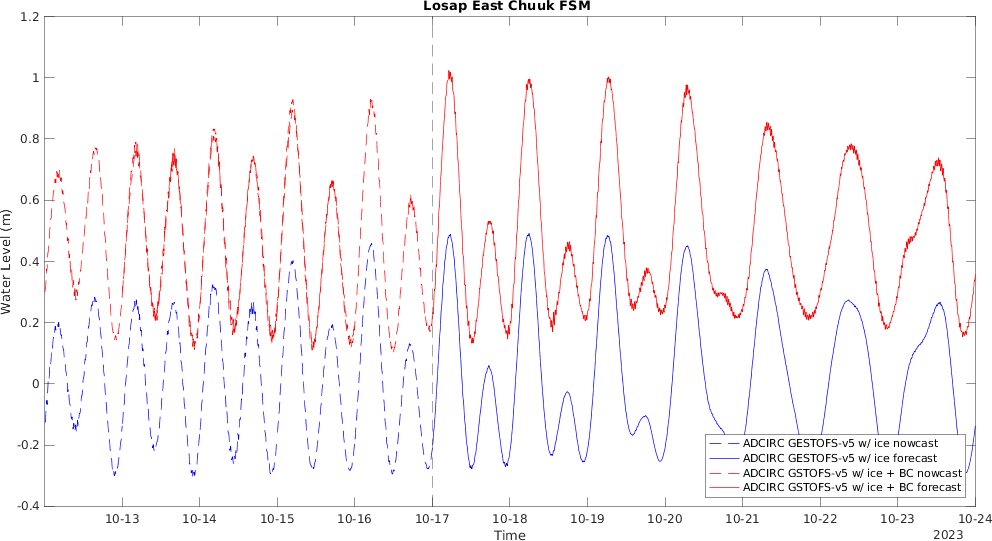 Losap East Chuuk FSM
1.2
1
0.8
0.6
0.4
0.2
0
-0.2
-0.4
Water Level (m)
ADCIRC GESTOFS-v5 w/ ice nowcast
ADCIRC GESTOFS-v5 w/ ice forecast
ADCIRC GSTOFS-v5 w/ ice + BC nowcast
ADCIRC GSTOFS-v5 w/ ice + BC forecast
10-13 10-14 10-15 10-16 10-17 10-18 10-19 10-20 10-21 10-22 10-23 10-24
Time
2023